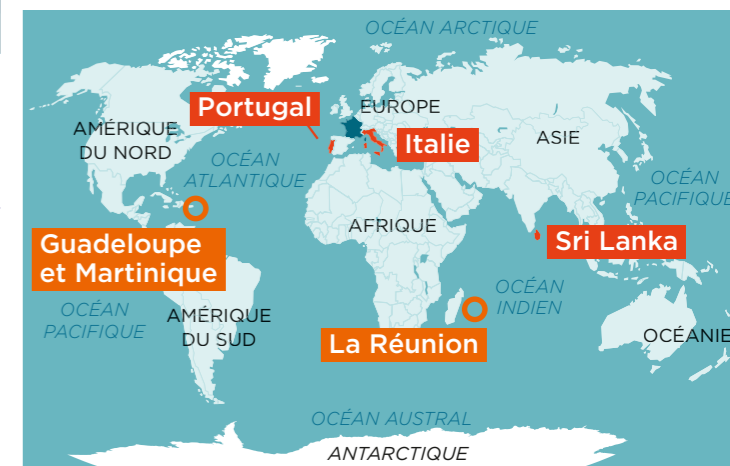 OCÉAN ARCTIQUE
Portugal
EUROPE
AMÉRIQUE
DU NORD
Italie
ASIE
OCÉAN
ATLANTIQUE
OCÉAN
PACIFIQUE
AFRIQUE
Guadeloupe
et Martinique
Sri Lanka
OCÉAN
INDIEN
OCÉAN
PACIFIQUE
AMÉRIQUE
DU SUD
La Réunion
OCÉANIE
OCÉAN AUSTRAL
ANTARCTIQUE